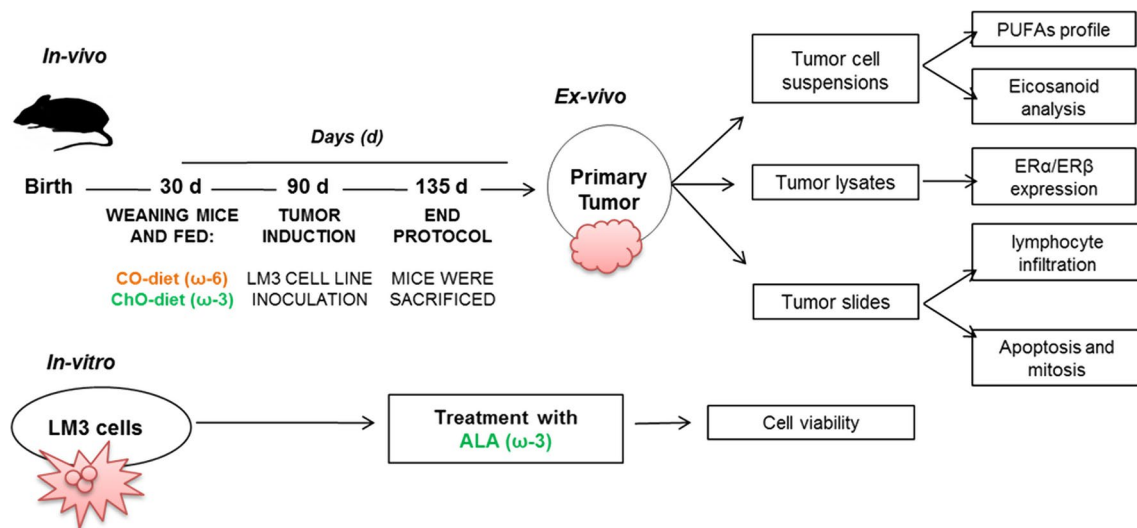 In-vivo
Days (d)
Birth
30 d
90 d
135 d
WEANING MICE
AND FED:
CO-diet (ω-6)
ChO-diet (ω-3)
TUMOR
INDUCTION
LM3 CELL LINE
INOCULATION
END
PROTOCOL
MICE WERE
SACRIFICED
Ex-vivo
Primary
Tumor
Tumor cell
suspensions
PUFAs profile
Eicosanoid
analysis
Tumor lysates
ERα/ERβ
expression
Tumor slides
lymphocyte
infiltration
Apoptosis and
mitosis
In-vitro
LM3 cells
Treatment with
ALA (ω-3)
Cell viability